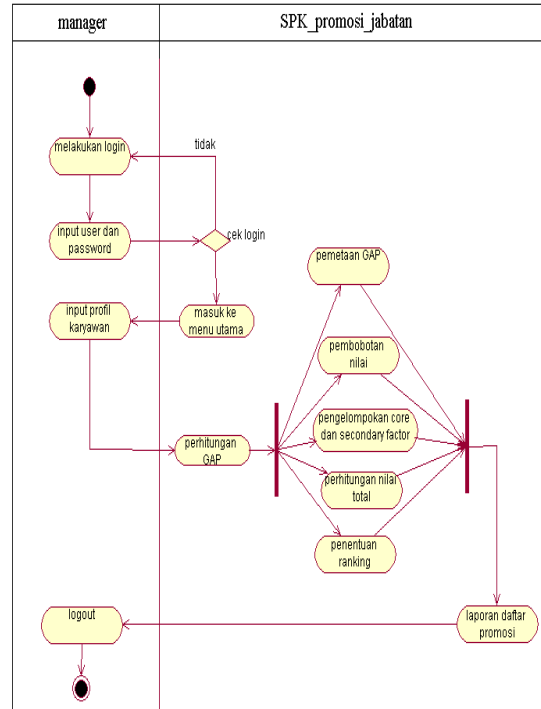 manager
SPK_promosi_jabatan
melakukan login
tidak
input user dan
password
cek login
masuk ke
menu utama
input profil
karyawan
perhitungan
GAP
pemetaan GAP
pembobotan
nilai
pengelompokan core
dan secondary factor
perhitungan nilai
total
penentuan
ranking
laporan daftar
promosi
logout